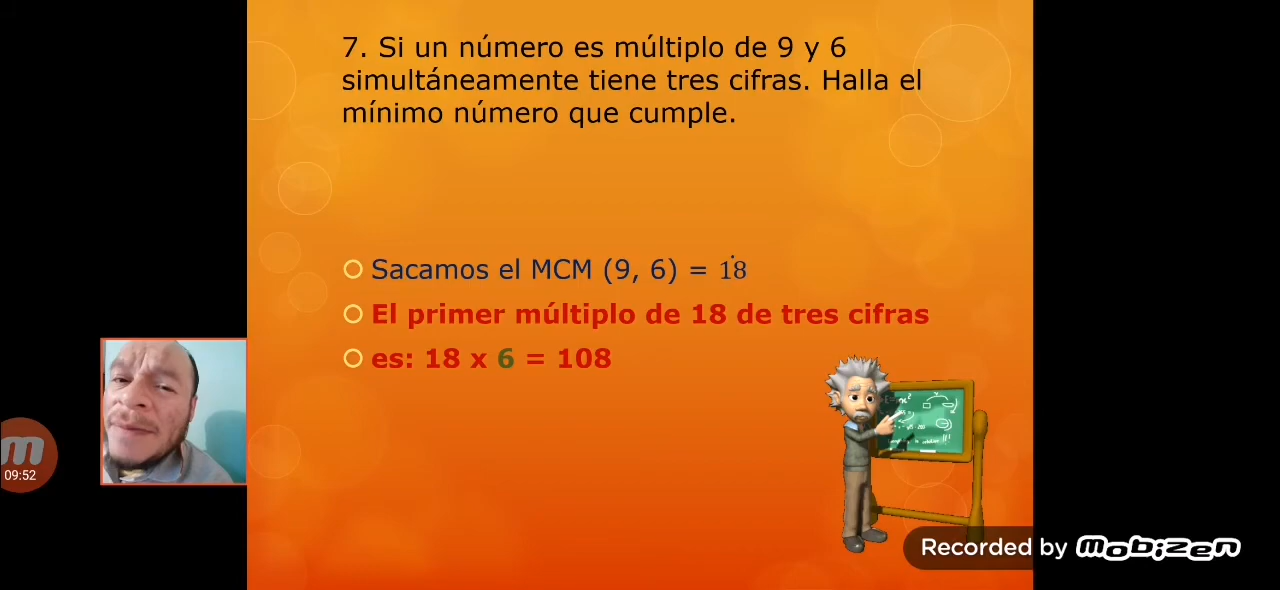 7. Si un número es múltiplo de 9 y 6
simultáneamente tiene tres cifras. Halla el
mínimo número que cumple.
Sacamos el MCM (9, 6) = 1̇8
El primer múltiplo de 18 de tres cifras
es: 18 x 6 = 108
m
09:52
Recorded by Mobizen